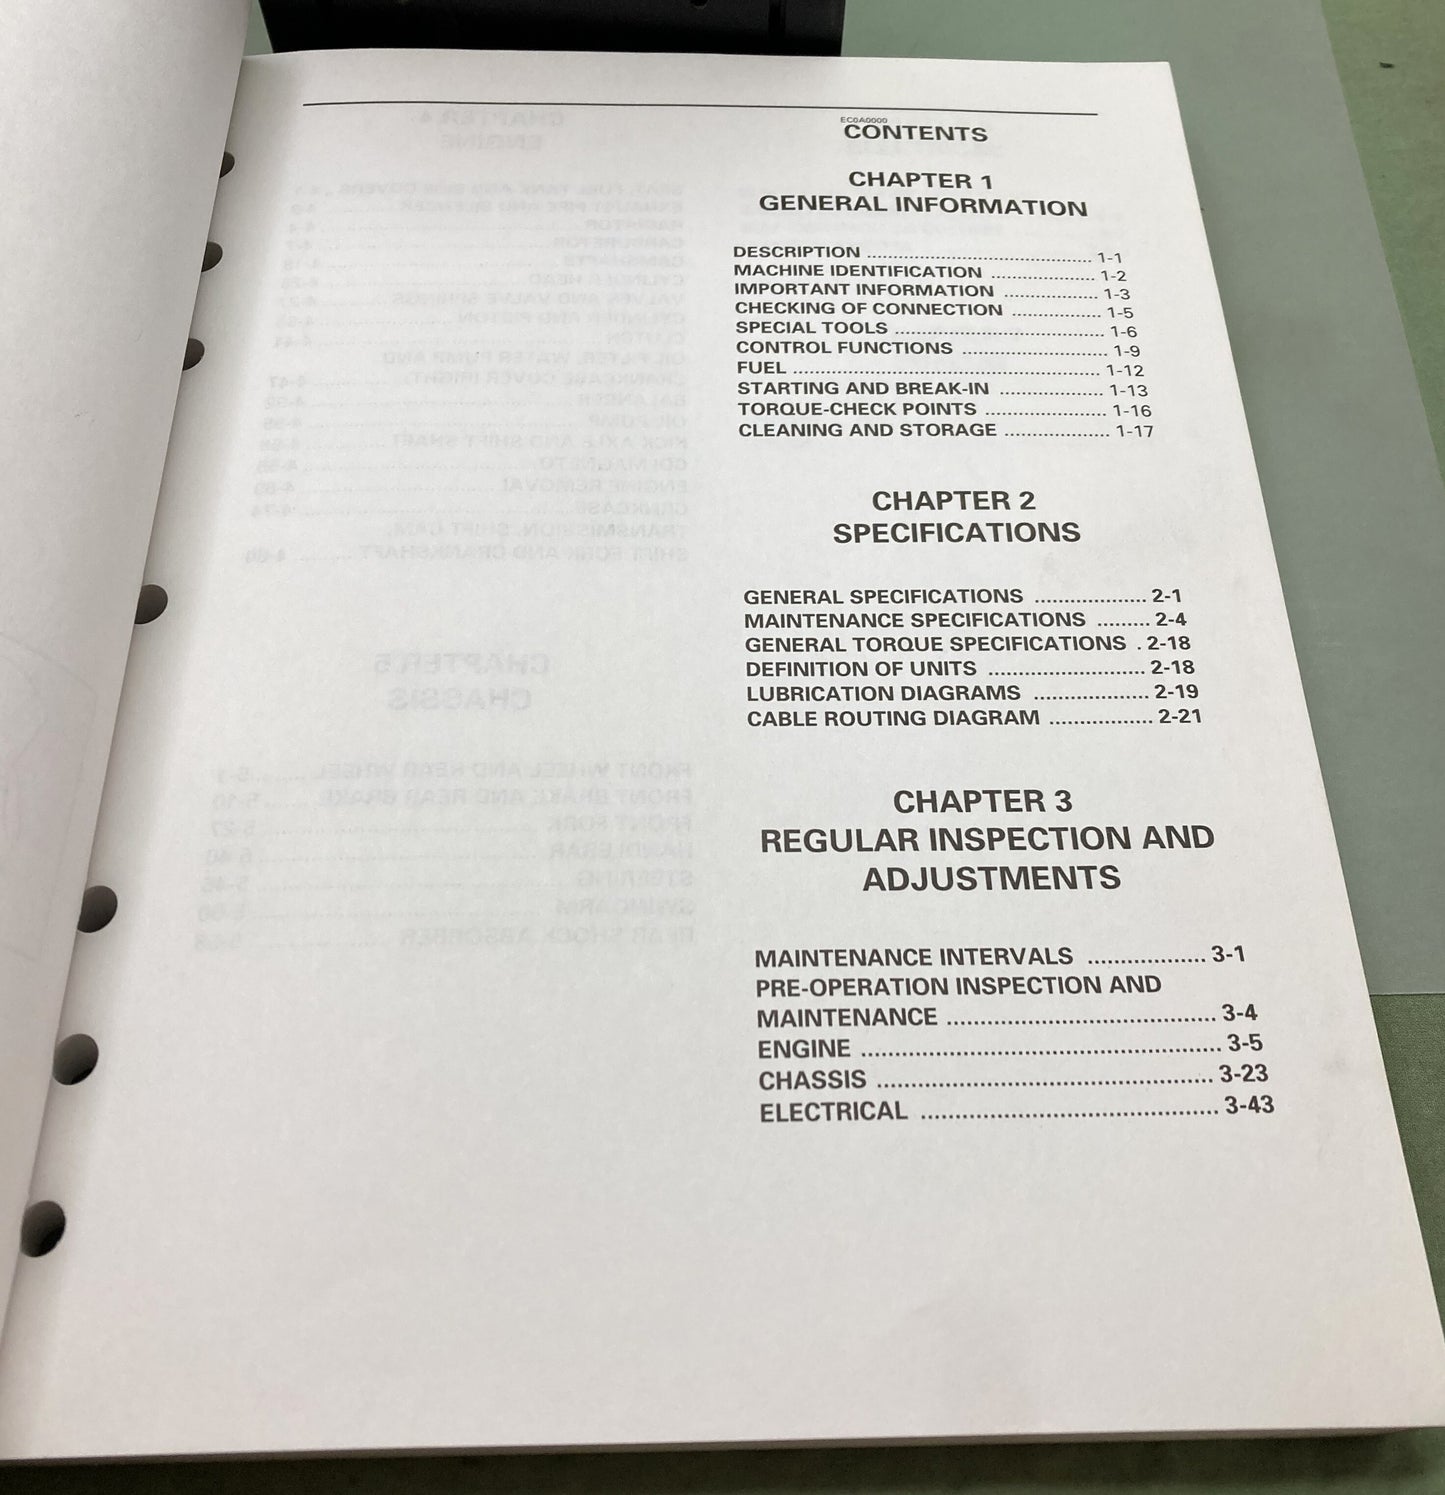 EC0A0000
CONTENTS
CHAPTER 1
GENERAL INFORMATION
DESCRIPTION ...................................... 1-1
MACHINE IDENTIFICATION .................. 1-2
IMPORTANT INFORMATION ................ 1-3
CHECKING OF CONNECTION ............... 1-5
SPECIAL TOOLS ................................... 1-6
CONTROL FUNCTIONS ........................ 1-9
FUEL ................................................... 1-12
STARTING AND BREAK-IN ................. 1-13
TORQUE-CHECK POINTS .................... 1-16
CLEANING AND STORAGE .................. 1-17
CHAPTER 2
SPECIFICATIONS
GENERAL SPECIFICATIONS ................... 2-1
MAINTENANCE SPECIFICATIONS ......... 2-4
GENERAL TORQUE SPECIFICATIONS . 2-18
DEFINITION OF UNITS .......................... 2-18
LUBRICATION DIAGRAMS ................... 2-19
CABLE ROUTING DIAGRAM ................. 2-21
CHAPTER 3
REGULAR INSPECTION AND
ADJUSTMENTS
MAINTENANCE INTERVALS .................. 3-1
PRE-OPERATION INSPECTION AND
MAINTENANCE ........................................ 3-4
ENGINE ..................................................... 3-5
CHASSIS .................................................. 3-23
ELECTRICAL ............................................ 3-43